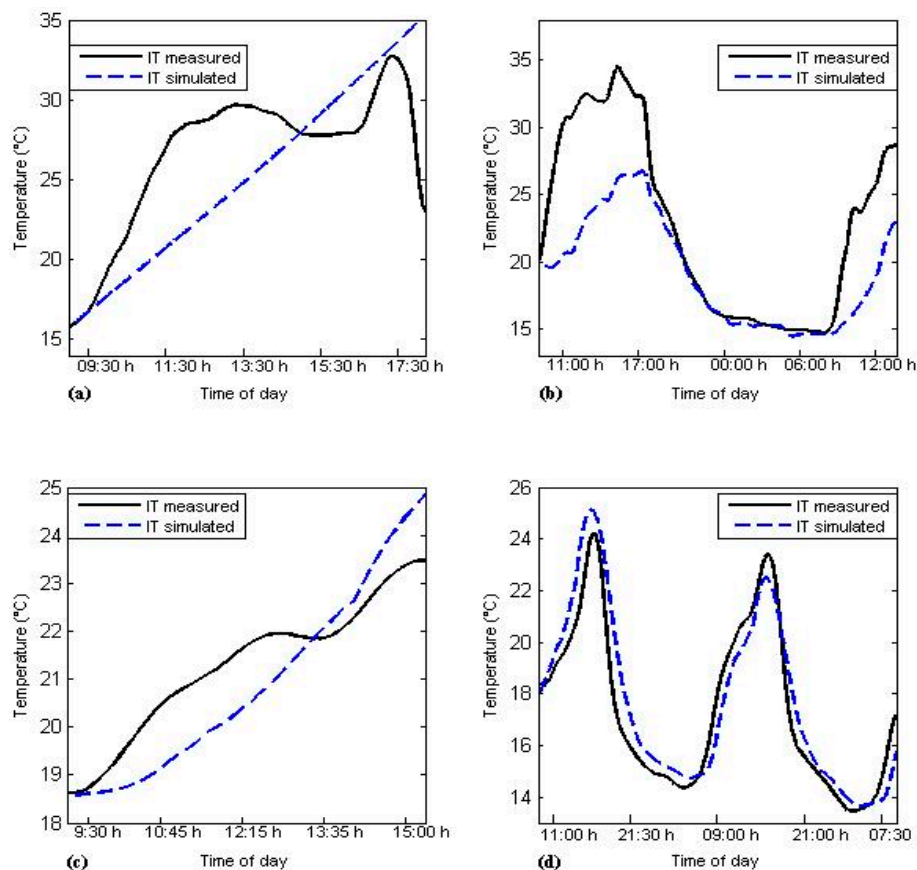 35
30
25
20
15
Temperature (°C)
IT measured
IT simulated
09:30 h 11:30 h 13:30 h 15:30 h 17:30 h
(a) Time of day
35
30
25
20
15
Temperature (°C)
IT measured
IT simulated
11:00 h 17:00 h 00:00 h 06:00 h 12:00 h
(b) Time of day
25
24
23
22
21
20
19
18
Temperature (°C)
IT measured
IT simulated
9:30 h 10:45 h 12:15 h 13:35 h 15:00 h
(c) Time of day
26
24
22
20
18
16
14
Temperature (°C)
IT measured
IT simulated
11:00 h 21:30 h 09:00 h 21:00 h 07:30
(d) Time of day